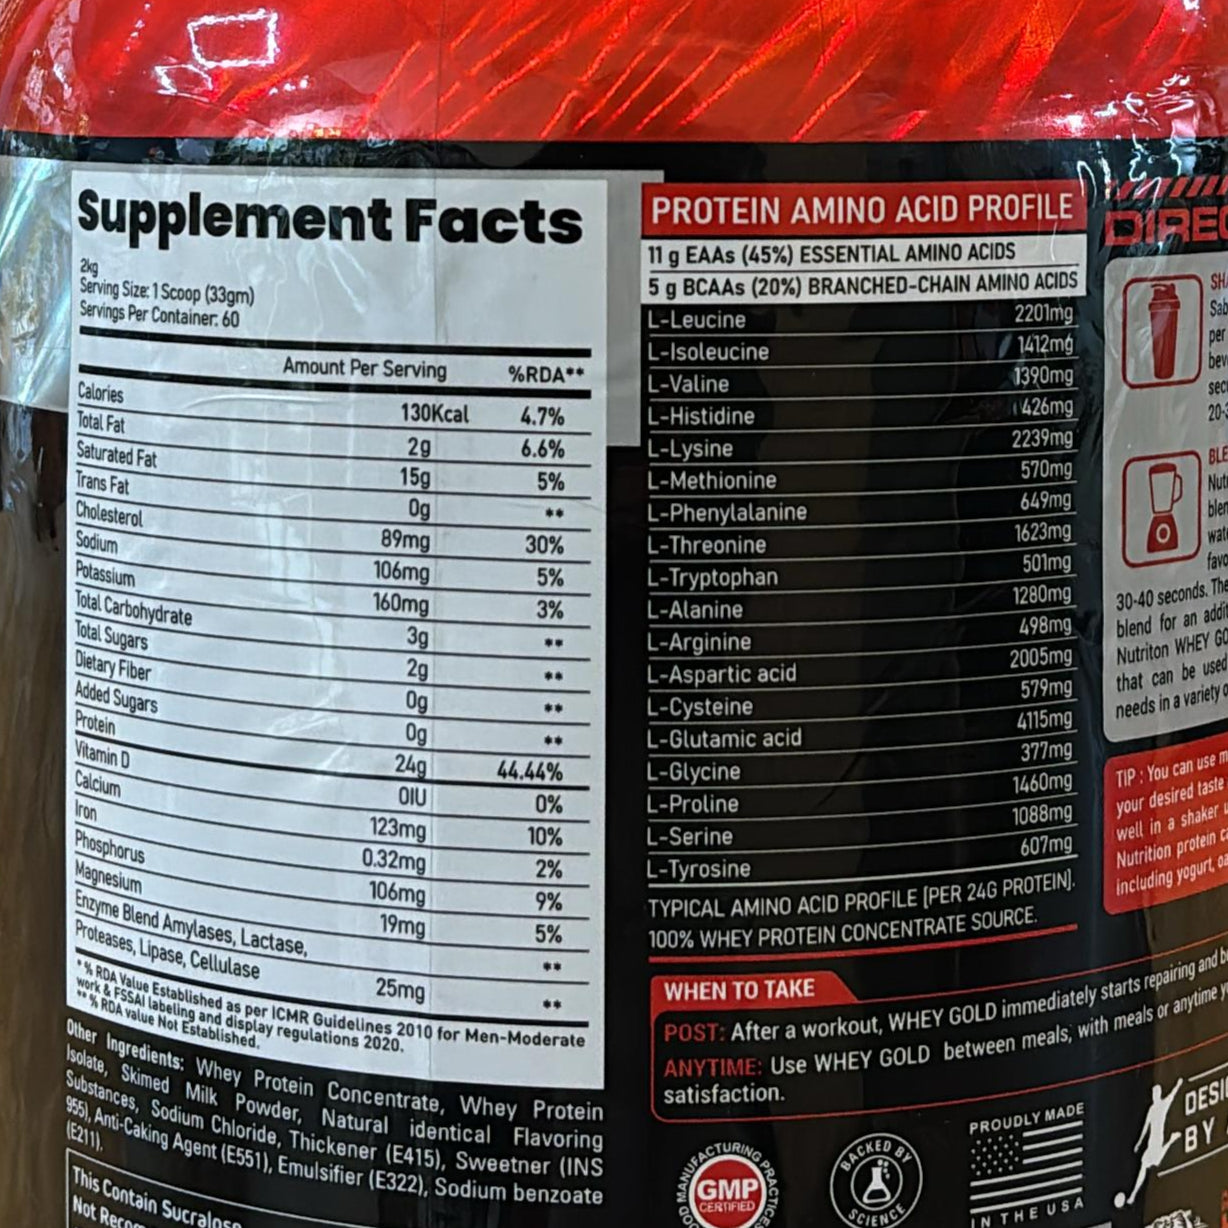 Supplement Facts
2kg
Serving Size: 1 Scoop (33gm)
Servings Per Container: 60
Amount Per Serving %RDA**
Calories 130Kcal 4.7%
Total Fat 2g 6.6%
Saturated Fat 15g 5%
Trans Fat 0g **
Cholesterol 89mg 30%
Sodium 106mg 5%
Potassium 160mg 3%
Total Carbohydrate 3g **
Total Sugars 2g **
Dietary Fiber 0g **
Added Sugars 0g **
Protein 24g 44.44%
Vitamin D 0IU 0%
Calcium 123mg 10%
Iron 0.32mg 2%
Phosphorus 106mg 9%
Magnesium 19mg 5%
Enzyme Blend Amylases, Lactase, **
Proteases, Lipase, Cellulase 25mg **
* % RDA Value Established as per ICMR Guidelines 2010 for Men-Moderate
work & FSSAI labeling and display regulations 2020.
** % RDA value Not Established.
Other Ingredients: Whey Protein Concentrate, Whey Protein
Isolate, Skimed Milk Powder, Natural identical Flavoring
Substances, Sodium Chloride, Thickener (E415), Sweetner (INS
955), Anti-Caking Agent (E551), Emulsifier (E322), Sodium benzoate
(E211).
This Contain Sucralose
Not
PROTEIN AMINO ACID PROFILE
11 g EAAs (45%) ESSENTIAL AMINO ACIDS
5 g BCAAs (20%) BRANCHED-CHAIN AMINO ACIDS
L-Leucine 2201mg
L-Isoleucine 1412mg
L-Valine 1390mg
L-Histidine 426mg
L-Lysine 2239mg
L-Methionine 570mg
L-Phenylalanine 649mg
L-Threonine 1623mg
L-Tryptophan 501mg
L-Alanine 1280mg
L-Arginine 498mg
L-Aspartic acid 2005mg
L-Cysteine 579mg
L-Glutamic acid 4115mg
L-Glycine 377mg
L-Proline 1460mg
L-Serine 1088mg
L-Tyrosine 607mg
TYPICAL AMINO ACID PROFILE [PER 24G PROTEIN].
100% WHEY PROTEIN CONCENTRATE SOURCE.
WHEN TO TAKE
POST: After a workout, WHEY GOLD immediately starts repairing and
ANYTIME: Use WHEY GOLD between meals, with meals or anytime
satisfaction.
GOOD MANUFACTURING PRACTICE
GMP
CERTIFIED
BACKED BY
SCIENCE
PROUDLY MADE
IN THE USA
BY
DIREC
per
20-
30-40 seconds. The
blend for an
Nutriton WHEY
that can be used
needs in a variety
TIP : You can use
your desired taste
well in a shaker
Nutrition protein
including yogurt,